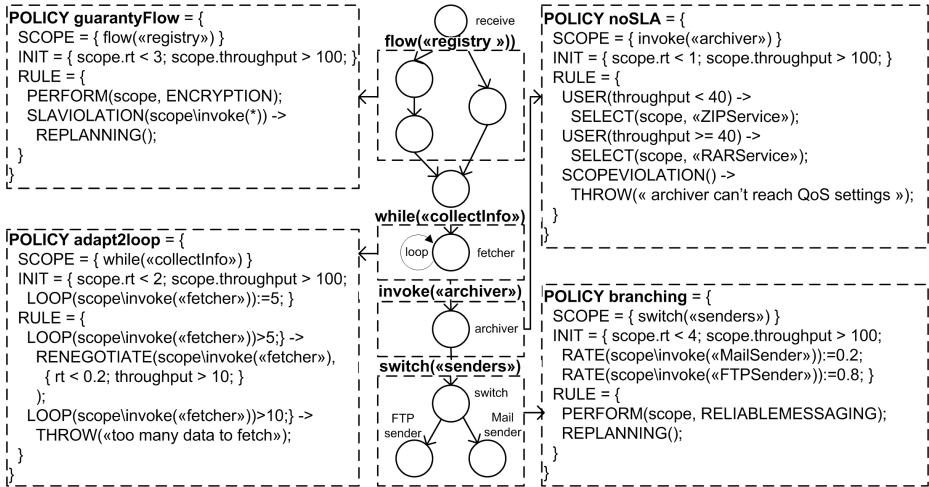 POLICY guarantyFlow = {
SCOPE = { flow(«registry») }
INIT = { scope.rt < 3; scope.throughput > 100; }
RULE = {
PERFORM(scope, ENCRYPTION);
SLAVIOLATION(scope\invoke(*)) ->
REPLANNING();
}
}
POLICY adapt2loop = {
SCOPE = { while(«collectInfo») }
INIT = { scope.rt < 2; scope.throughput > 100;
LOOP(scope\invoke(«fetcher»)):=5; }
RULE = {
LOOP(scope\invoke(«fetcher»))>5;} ->
RENEGOTIATE(scope\invoke(«fetcher»),
{ rt < 0.2; throughput > 10; }
);
LOOP(scope\invoke(«fetcher»))>10;} ->
THROW(«too many data to fetch»);
}
}
receive
flow(«registry »))
while(«collectInfo»)
loop
fetcher
invoke(«archiver»)
archiver
switch(«senders»)
switch
FTP
sender
Mail
sender
POLICY noSLA = {
SCOPE = { invoke(«archiver») }
INIT = { scope.rt < 1; scope.throughput > 100; }
RULE = {
USER(throughput < 40) ->
SELECT(scope, «ZIPService»);
USER(throughput >= 40) ->
SELECT(scope, «RARService»);
SCOPEVIOLATION() ->
THROW(« archiver can't reach QoS settings »);
}
}
POLICY branching = {
SCOPE = { switch(«senders») }
INIT = { scope.rt < 4; scope.throughput > 100;
RATE(scope\invoke(«MailSender»)):=0.2;
RATE(scope\invoke(«FTPSender»)):=0.8; }
RULE = {
PERFORM(scope, RELIABLEMESSAGING);
REPLANNING();
}
}